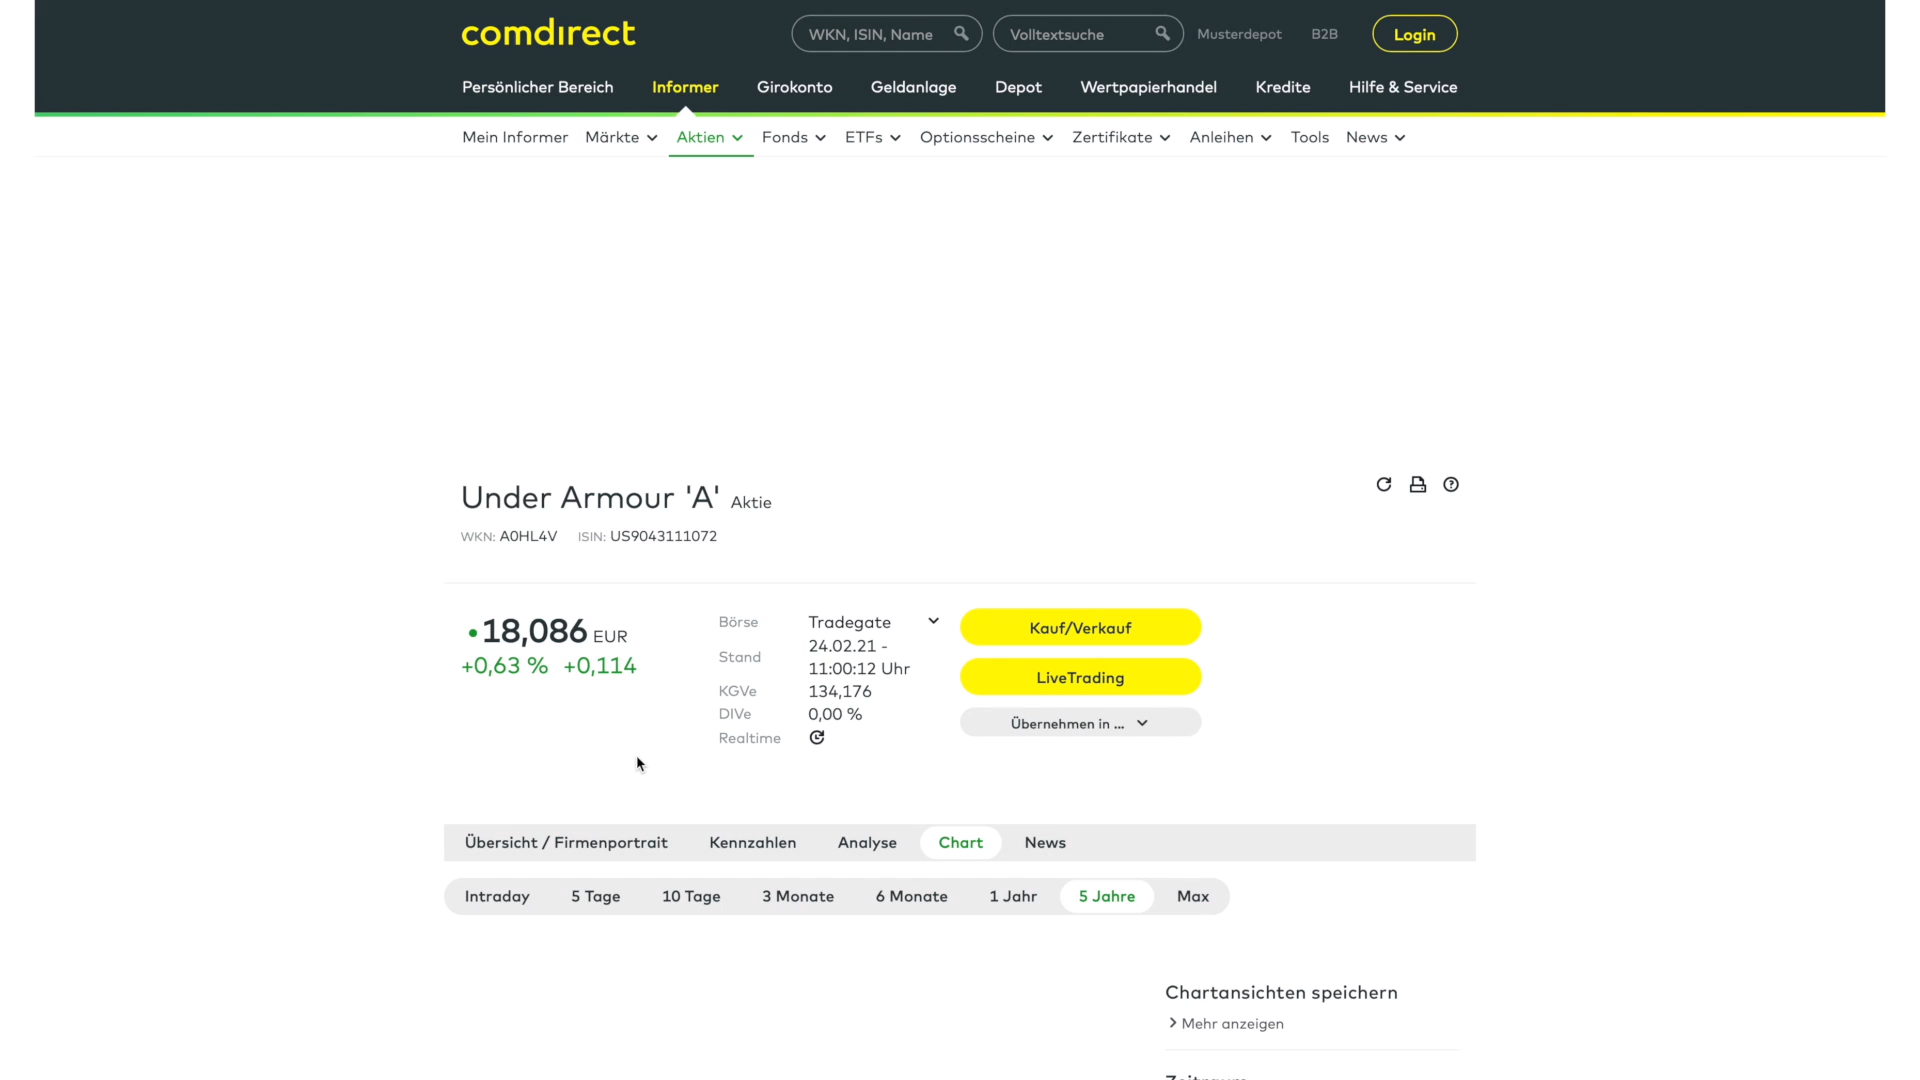 comdirect
WKN, ISIN, Name
Volltextsuche
Musterdepot
B2B
Login
Persönlicher Bereich
Informer
Girokonto
Geldanlage
Depot
Wertpapierhandel
Kredite
Hilfe & Service
Mein Informer
Märkte
Aktien
Fonds
ETFs
Optionsscheine
Zertifikate
Anleihen
Tools
News
Under Armour 'A' Aktie
WKN: A0HL4V ISIN: US9043111072
18,086 EUR
+0,63 % +0,114
Börse Tradegate
Stand 24.02.21 -
11:00:12 Uhr
KGVe 134,176
DIVe 0,00 %
Realtime
Kauf/Verkauf
LiveTrading
Übernehmen in ...
Übersicht / Firmenportrait
Kennzahlen
Analyse
Chart
News
Intraday
5 Tage
10 Tage
3 Monate
6 Monate
1 Jahr
5 Jahre
Max
Chartansichten speichern
Mehr anzeigen